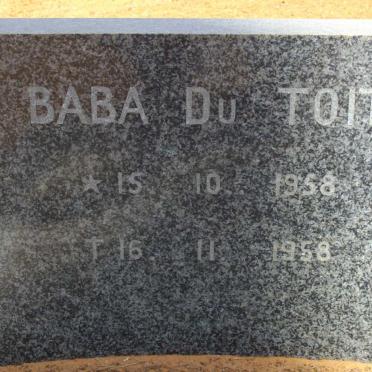 BABA Du TOIT
★ 15. 10. 1958
† 16. 11. 1958